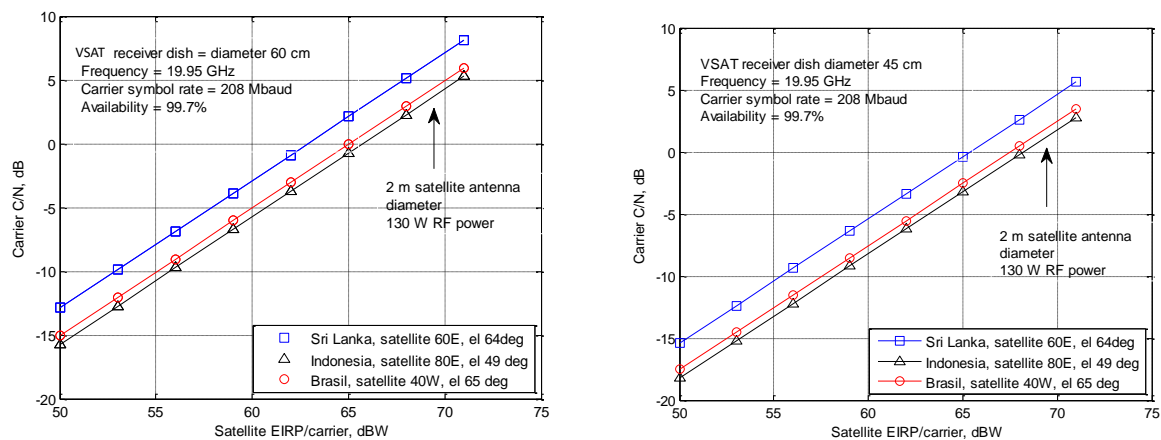 10
5
0
-5
-10
-15
-20
50
55
60
65
70
75
Carrier C/N, dB
Satellite EIRP/carrier, dBW
VSAT receiver dish = diameter 60 cm
Frequency = 19.95 GHz
Carrier symbol rate = 208 Mbaud
Availability = 99.7%
2 m satellite antenna
diameter
130 W RF power
Sri Lanka, satellite 60E, el 64deg
Indonesia, satellite 80E, el 49 deg
Brasil, satellite 40W, el 65 deg
10
5
0
-5
-10
-15
-20
50
55
60
65
70
75
Carrier C/N, dB
Satellite EIRP/carrier, dBW
VSAT receiver dish diameter 45 cm
Frequency = 19.95 GHz
Carrier symbol rate = 208 Mbaud
Availability = 99.7%
2 m satellite antenna
diameter
130 W RF power
Sri Lanka, satellite 60E, el 64deg
Indonesia, satellite 80E, el 49 deg
Brasil, satellite 40W, el 65 deg